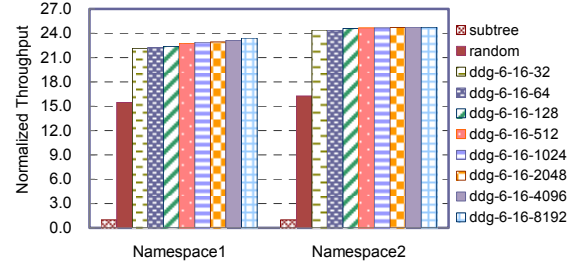 Normalized Throughput
27.0
24.0
21.0
18.0
15.0
12.0
9.0
6.0
3.0
0.0
Namespace1
Namespace2
subtree
random
ddg-6-16-32
ddg-6-16-64
ddg-6-16-128
ddg-6-16-512
ddg-6-16-1024
ddg-6-16-2048
ddg-6-16-4096
ddg-6-16-8192